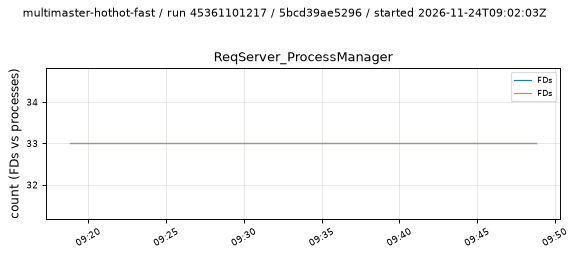 multimaster-hothot-fast / run 45361101217 / 5bcd39ae5296 / started 2026-11-24T09:02:03Z
ReqServer_ProcessManager
count (FDs vs processes)
34
33
32
FDs
FDs
09:20
09:25
09:30
09:35
09:40
09:45
09:50